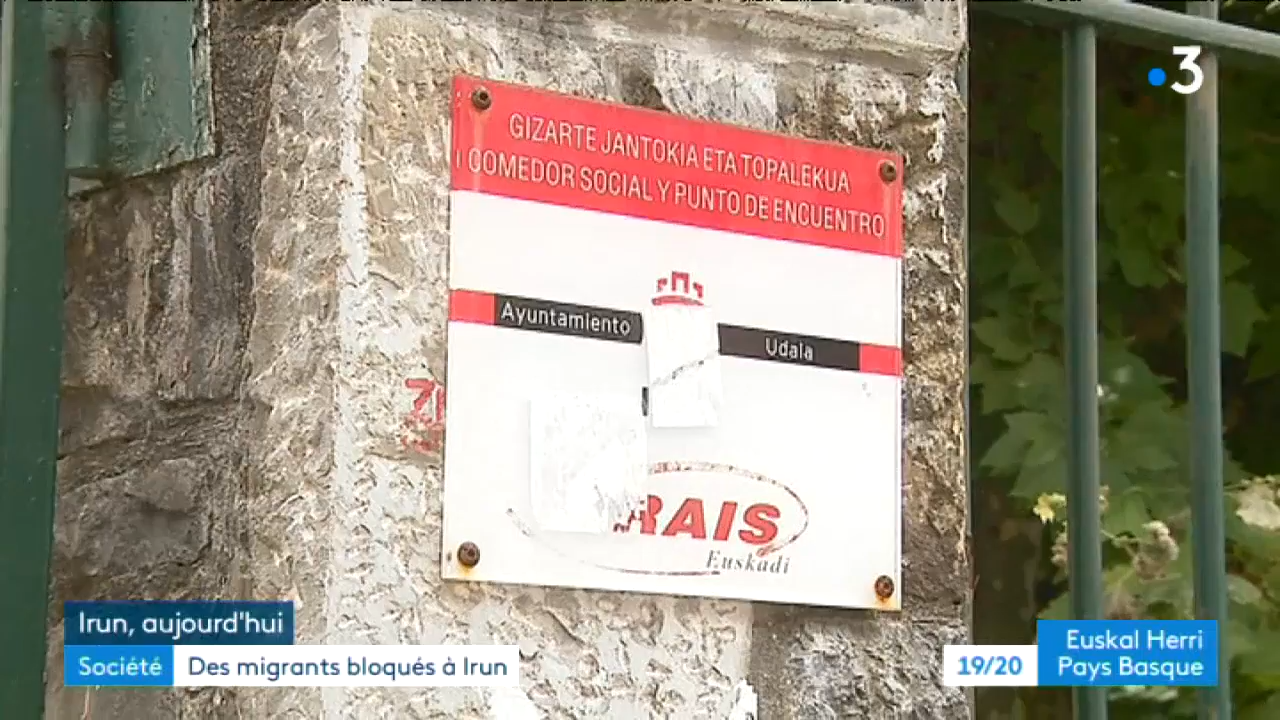 3
GIZARTE JANTOKIA ETA TOPALEKUA
COMEDOR SOCIAL Y PUNTO DE ENCUENTRO
Ayuntamiento
Udala
RAIS
Euskadi
Irun, aujourd'hui
Société
Des migrants bloqués à Irun
19/20
Euskal Herri
Pays Basque